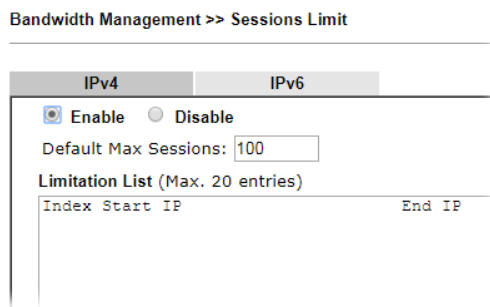 Bandwidth Management >> Sessions Limit
IPv4 IPv6
Enable Disable
Default Max Sessions: 100
Limitation List (Max. 20 entries)
Index Start IP End IP